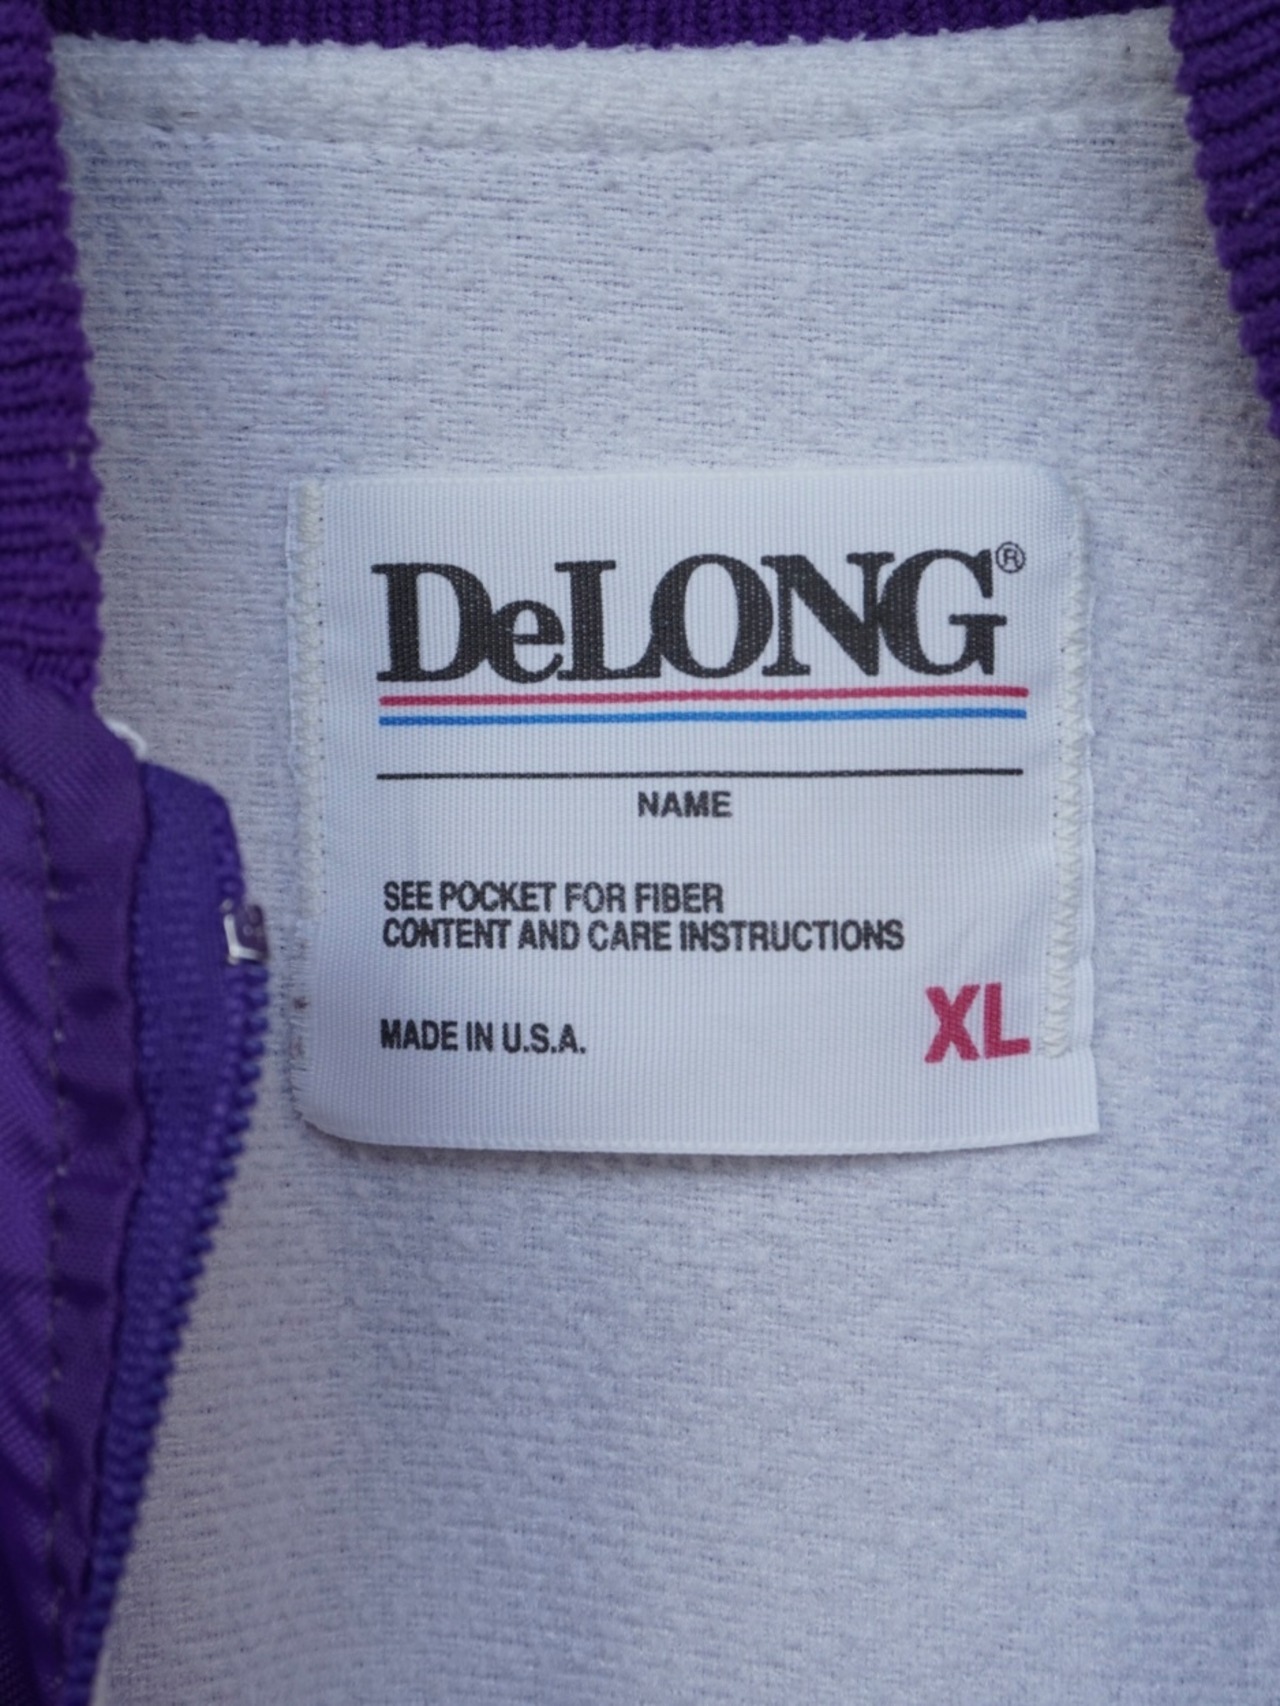 DeLONG®
NAME
SEE POCKET FOR FIBER
CONTENT AND CARE INSTRUCTIONS
XL
MADE IN U.S.A.